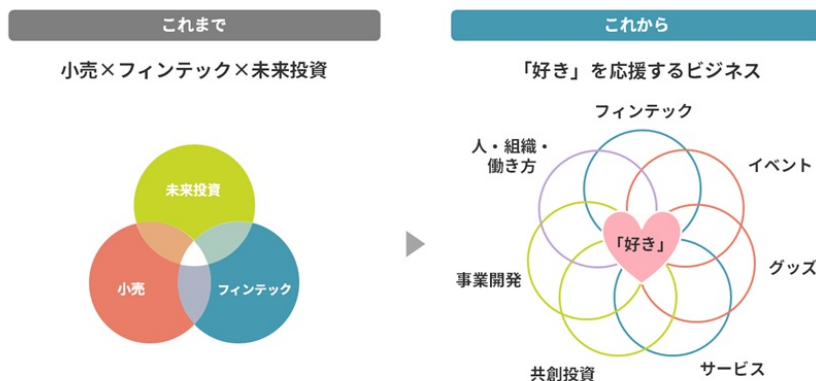 これまで
小売×フィンテック×未来投資
未来投資
小売
フィンテック
これから
「好き」を応援するビジネス
フィンテック
人・組織・
働き方
イベント
「好き」
事業開発
グッズ
共創投資
サービス